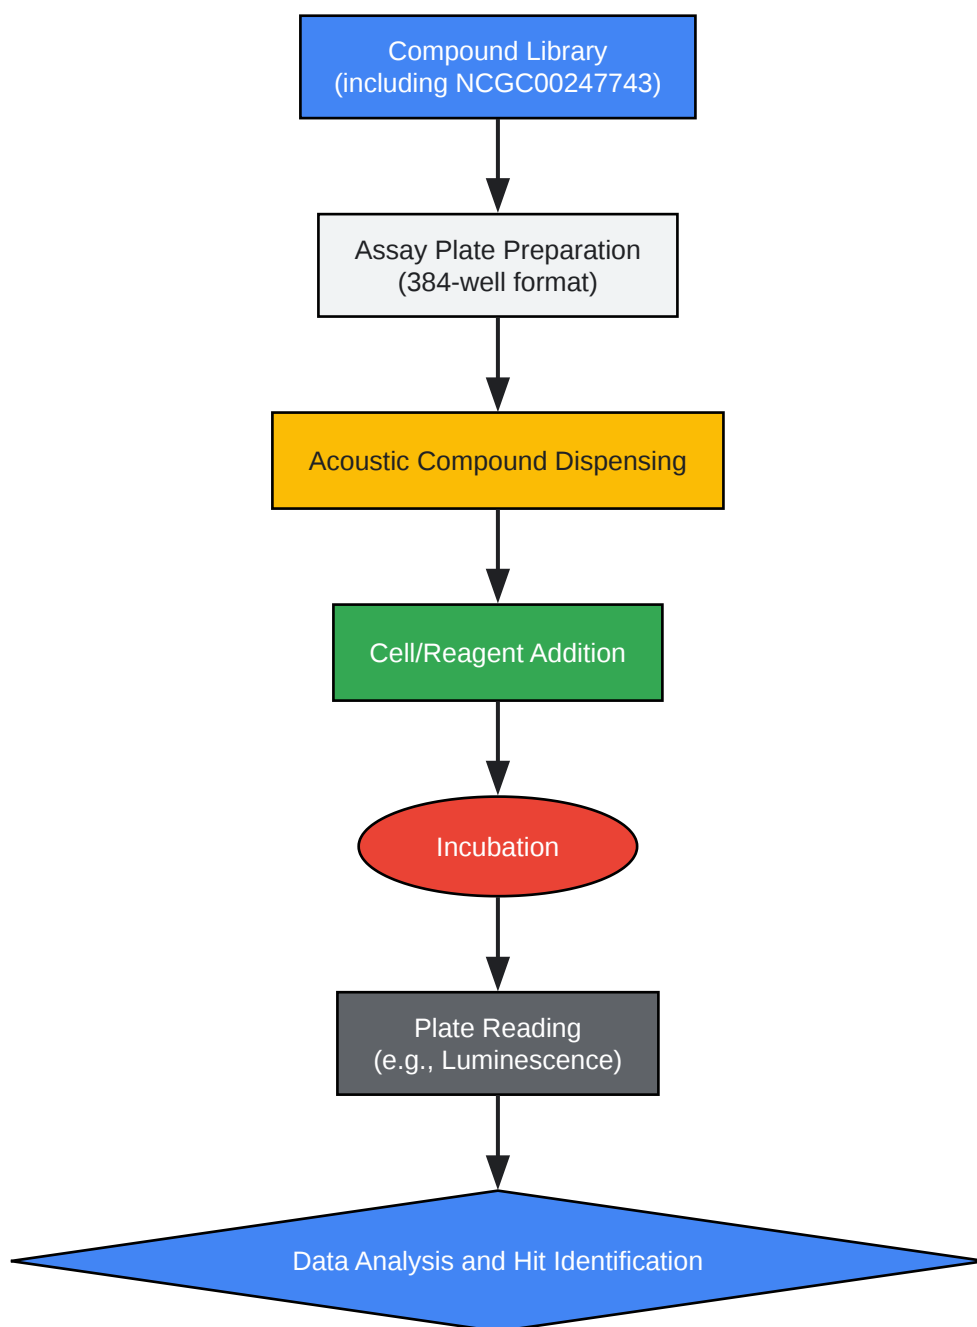 Compound Library
(including NCGC00247743)
Assay Plate Preparation
(384-well format)
Acoustic Compound Dispensing
Cell/Reagent Addition
Incubation
Plate Reading
(e.g., Luminescence)
Data Analysis and Hit Identification